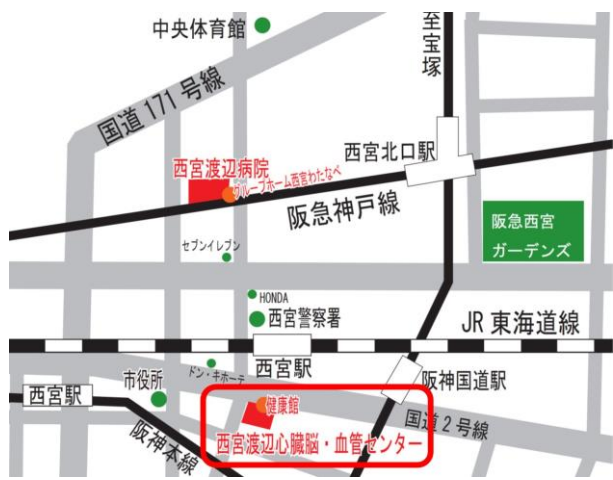 中央体育館
至宝塚
国道171号線
西宮渡辺病院
グループホーム西宮わたなべ
西宮北口駅
阪急神戸線
阪急西宮
ガーデンズ
セブンイレブン
HONDA
西宮警察署
JR東海道線
ドン・キホーテ
西宮駅
阪神国道駅
西宮駅
市役所
健康館
国道2号線
阪神本線
西宮渡辺心臓脳・血管センター